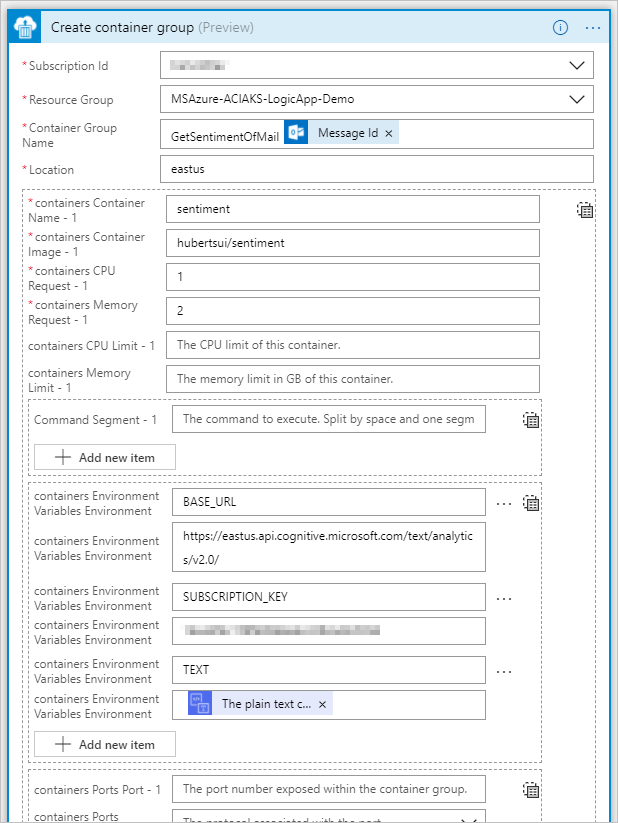 Create container group (Preview)
* Subscription Id
* Resource Group
MSAzure-ACIAKS-LogicApp-Demo
* Container Group
Name
GetSentimentOfMail Message Id ×
* Location
eastus
* containers Container
Name - 1
sentiment
* containers Container
Image - 1
hubertsui/sentiment
* containers CPU
Request - 1
1
* containers Memory
Request - 1
2
containers CPU Limit - 1
The CPU limit of this container.
containers Memory
Limit - 1
The memory limit in GB of this container.
Command Segment - 1
The command to execute. Split by space and one segm
Add new item
containers Environment
Variables Environment
BASE_URL
containers Environment
Variables Environment
https://eastus.api.cognitive.microsoft.com/text/analytic
s/v2.0/
containers Environment
Variables Environment
SUBSCRIPTION_KEY
containers Environment
Variables Environment
containers Environment
Variables Environment
TEXT
containers Environment
Variables Environment
The plain text c... ×
Add new item
containers Ports Port - 1
The port number exposed within the container group.
containers Ports
The protocol associated with the port